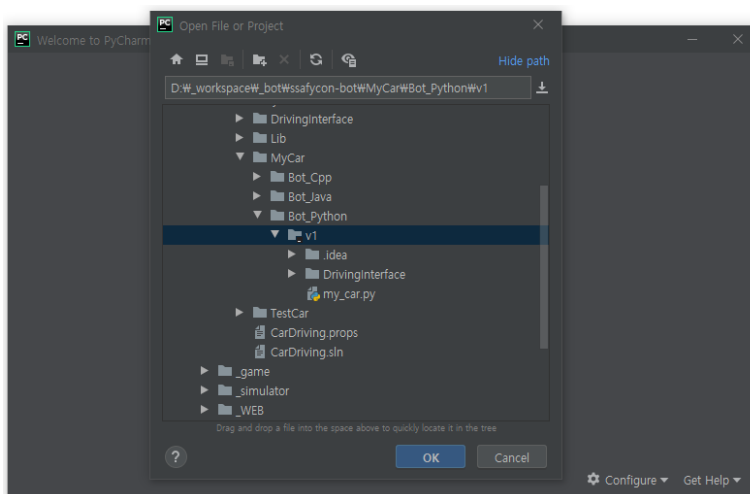 PC Open File or Project
PC Welcome to PyCharm
Hide path
D:₩_workspace₩_bot₩ssafycon-bot₩MyCar₩Bot_Python₩v1
DrivingInterface
Lib
MyCar
Bot_Cpp
Bot_Java
Bot_Python
v1
.idea
DrivingInterface
my_car.py
TestCar
CarDriving.props
CarDriving.sln
_game
_simulator
_WEB
Drag and drop a file into the space above to quickly locate it in the tree
? OK Cancel
Configure Get Help